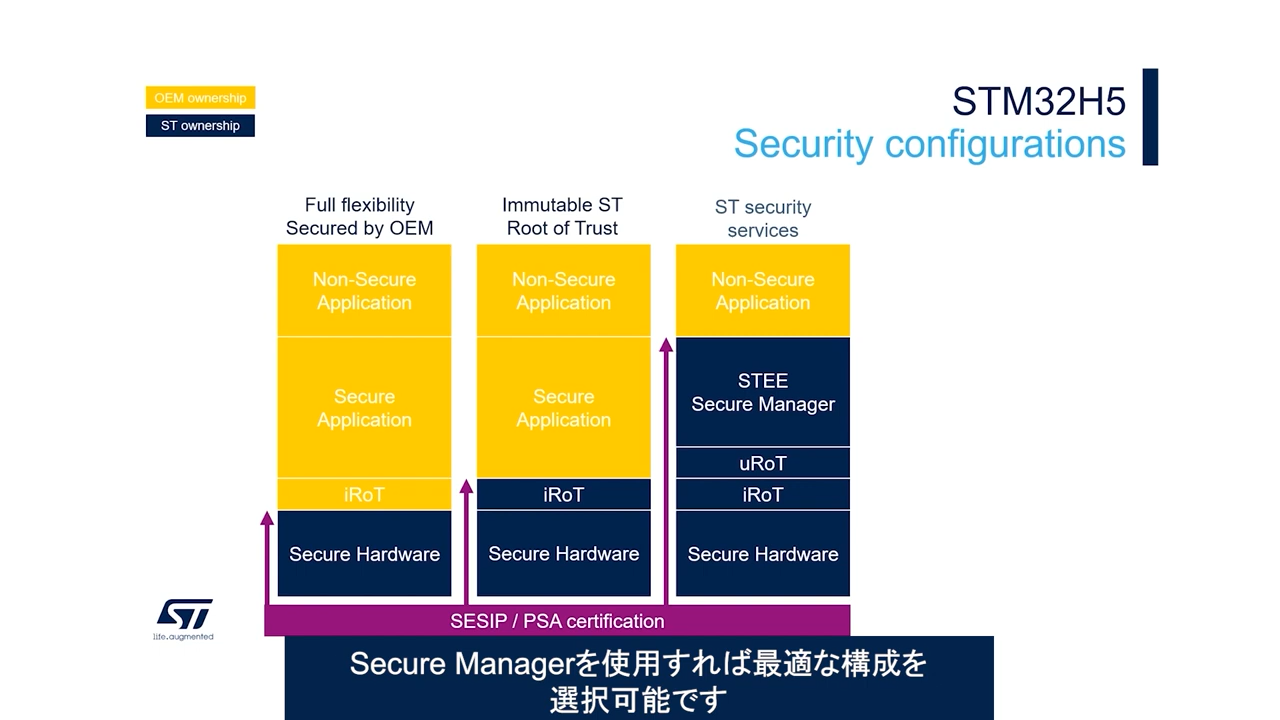 OEM ownership
ST ownership
STM32H5
Security configurations
Full flexibility
Secured by OEM
Non-Secure
Application
Secure
Application
iRoT
Secure Hardware
Immutable ST
Root of Trust
Non-Secure
Application
Secure
Application
iRoT
Secure Hardware
ST security
services
Non-Secure
Application
STEE
Secure Manager
uRoT
iRoT
Secure Hardware
SESIP / PSA certification
ST
life.augmented
Secure Managerを使用すれば最適な構成を
選択可能です